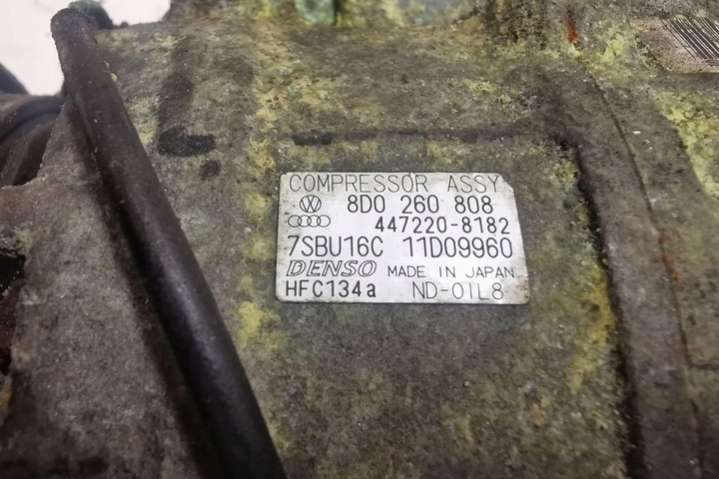 COMPRESSOR ASSY
8D0 260 808
447220-8182
7SBU16C 11D09960
DENSO MADE IN JAPAN
HFC134a ND-OIL8